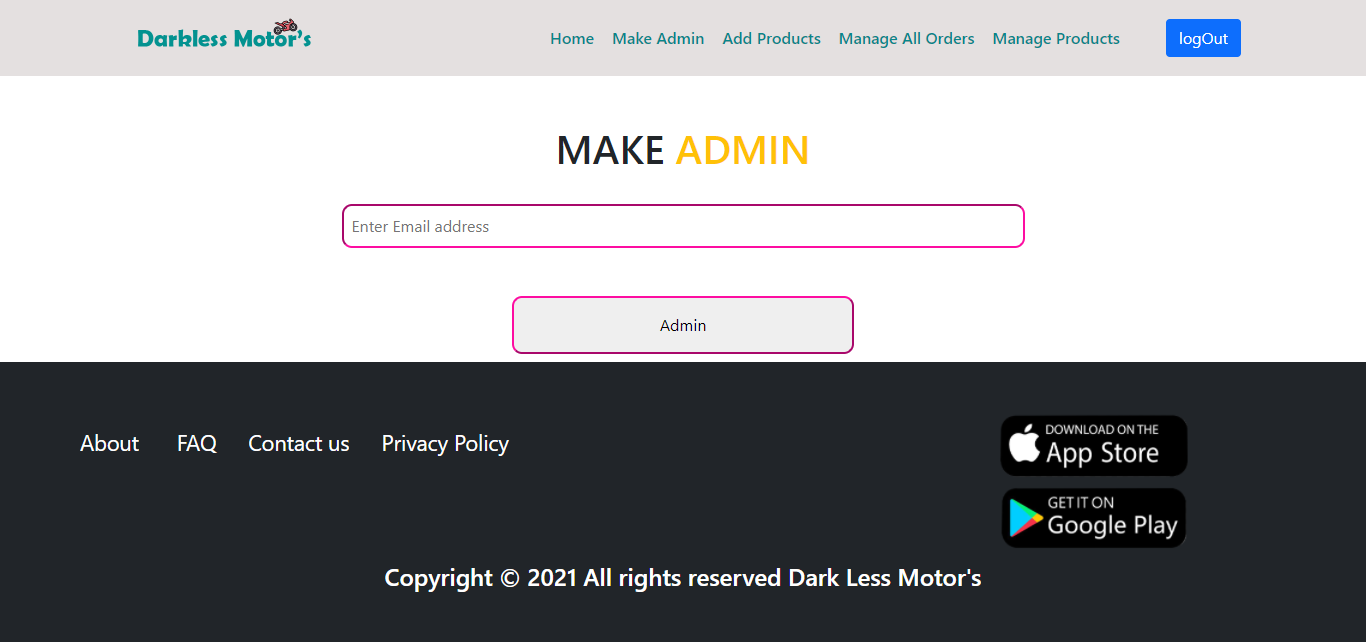 Darkless Motor's
Home Make Admin Add Products Manage All Orders Manage Products logOut
MAKE ADMIN
Enter Email address
Admin
About FAQ Contact us Privacy Policy
DOWNLOAD ON THE
App Store
GET IT ON
Google Play
Copyright © 2021 All rights reserved Dark Less Motor's